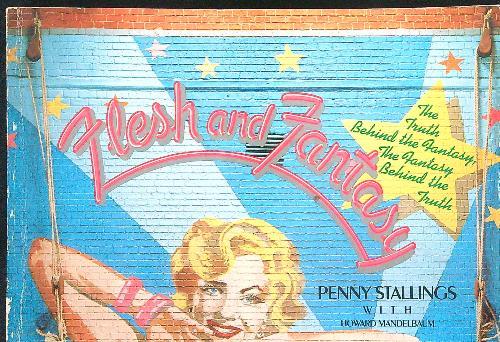 Flesh and Fantasy
The
Truth
Behind the Fantasy,
The Fantasy
Behind the
Truth
PENNY STALLINGS
WITH
HOWARD MANDELBAUM